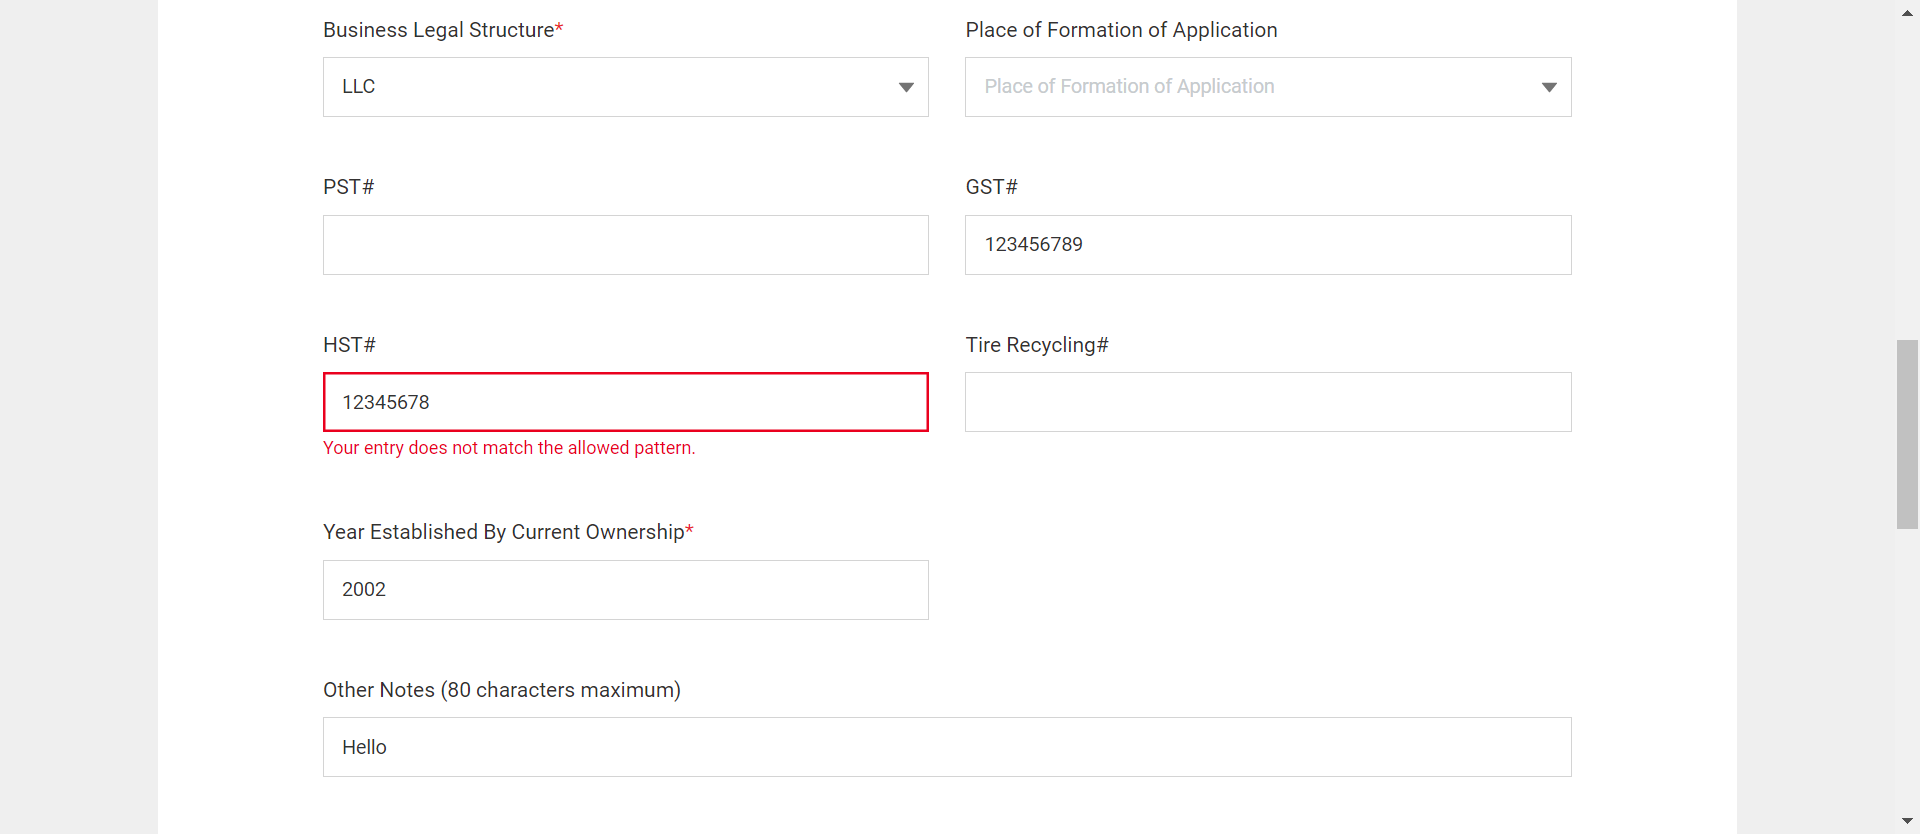 Business Legal Structure*
Place of Formation of Application
LLC
Place of Formation of Application
PST#
GST#
123456789
HST#
Tire Recycling#
12345678
Your entry does not match the allowed pattern.
Year Established By Current Ownership*
2002
Other Notes (80 characters maximum)
Hello